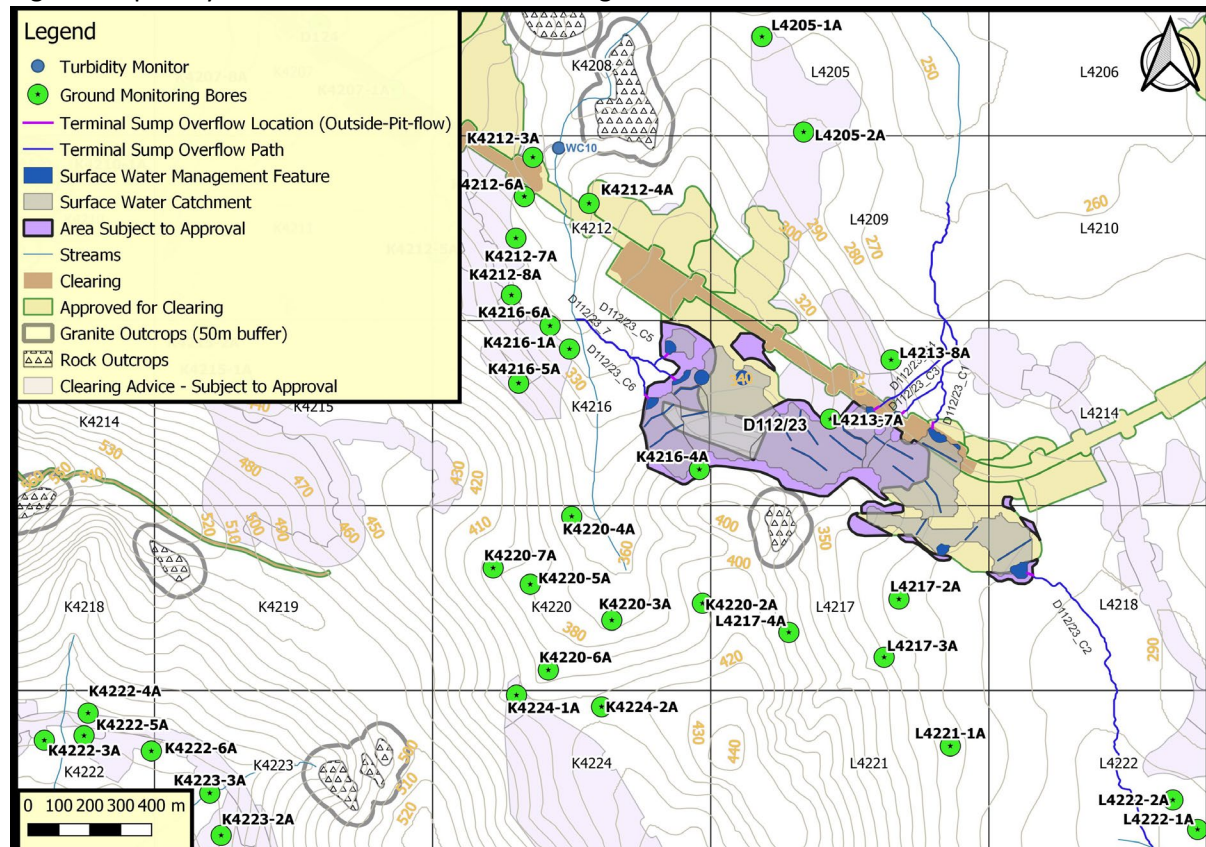 Legend
Turbidity Monitor
Ground Monitoring Bores
Terminal Sump Overflow Location (Outside-Pit-flow)
Terminal Sump Overflow Path
Surface Water Management Feature
Surface Water Catchment
Area Subject to Approval
Streams
Clearing
Approved for Clearing
Granite Outcrops (50m buffer)
Rock Outcrops
Clearing Advice - Subject to Approval
L4205-1A
K4208
L4205
L4206
250
L4205-2A
K4212-3A
WC10
4212-6A
K4212-4A
K4212
L4209
L4210
260
300
290
280
270
K4212-7A
K4212-8A
320
K4216-6A
D112/23_7
D112/23_C5
K4216-1A
D112/23_C6
K4216-5A
330
L4213-8A
D112/23_C3
D112/23_C1
310
K4214
K4215
K4216
L4214
D112/23
L4213-7A
530
540
480
470
430
420
K4216-4A
520
510
500
460
450
410
400
350
K4220-4A
360
400
K4220-7A
K4220-5A
K4218
K4219
K4220
K4220-3A
K4220-2A
L4217
L4217-2A
L4218
L4217-4A
380
D112/23_C2
290
420
L4217-3A
K4220-6A
K4222-4A
K4224-1A
K4224-2A
K4222-5A
K4222-3A
K4222-6A
430
440
L4221-1A
K4222
K4223
K4224
L4221
L4222
K4223-3A
510
520
L4222-2A
0 100 200 300 400 m
K4223-2A
L4222-1A